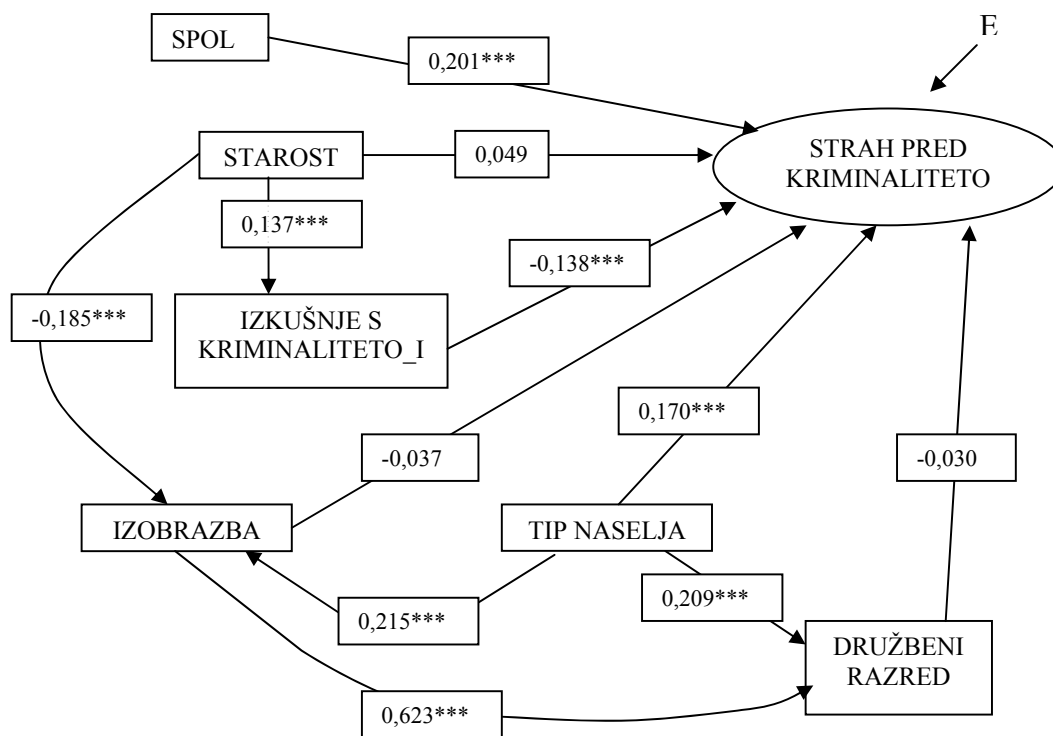 E
SPOL
0,201***
STAROST
0,049
STRAH PRED
KRIMINALITETO
0,137***
-0,138***
-0,185***
IZKUŠNJE S
KRIMINALITETO_I
0,170***
-0,037
-0,030
IZOBRAZBA
TIP NASELJA
0,215***
0,209***
DRUŽBENI
RAZRED
0,623***